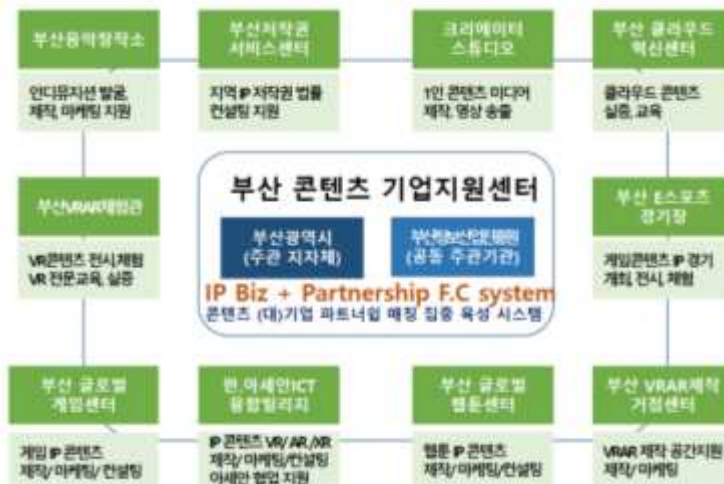 부산음악창작소
인디뮤지션 발굴,
제작, 마케팅 지원
부산저작권
서비스센터
지역 IP 저작권 법률
컨설팅 지원
크리에이터
스튜디오
1인 콘텐츠 미디어
제작, 영상 송출
부산 클라우드
혁신센터
클라우드 콘텐츠
실증, 교육
부산VRAR체험관
VR콘텐츠 전시,체험
VR 전문교육, 실증
부산 콘텐츠 기업지원센터
부산광역시
(주관 지자체)
부산정보산업진흥원
(공동 주관기관)
IP Biz + Partnership F.C system
콘텐츠 (대)기업 파트너쉽 매칭 집중 육성 시스템
부산 E스포츠
경기장
게임콘텐츠 IP 경기
개최, 전시, 체험
부산 글로벌
게임센터
게임 IP 콘텐츠
제작/ 마케팅/ 컨설팅
한.아세안ICT
융합빌리지
IP 콘텐츠 VR/ AR /XR
제작/ 마케팅/컨설팅
아세안 협업 지원
부산 글로벌
웹툰센터
웹툰 IP 콘텐츠
제작/ 마케팅/컨설팅
부산 VRAR제작
거점센터
VRAR 제작 공간지원
제작/ 마케팅